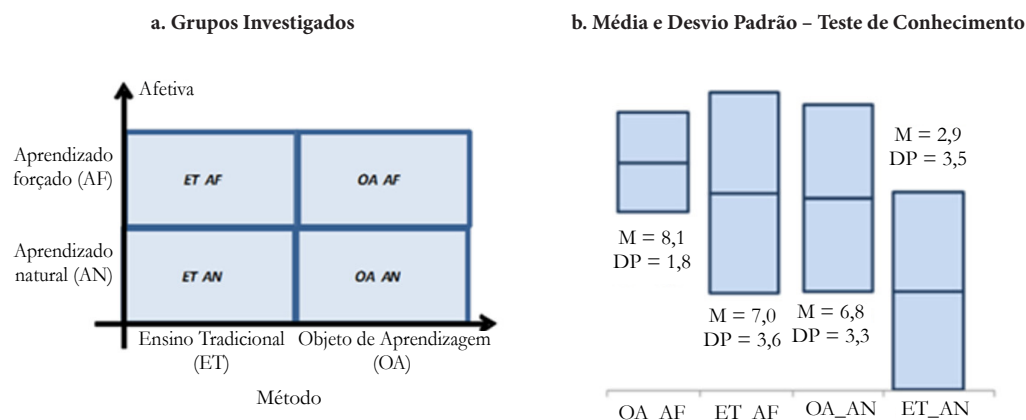 a. Grupos Investigados
Afetiva
Aprendizado
forçado (AF)
ET AF
OA AF
Aprendizado
natural (AN)
ET AN
OA AN
Ensino Tradicional
(ET)
Objeto de Aprendizagem
(OA)
Método
b. Média e Desvio Padrão – Teste de Conhecimento
M = 8,1
DP = 1,8
M = 7,0
DP = 3,6
M = 6,8
DP = 3,3
M = 2,9
DP = 3,5
OA_AF
ET_AF
OA_AN
ET_AN